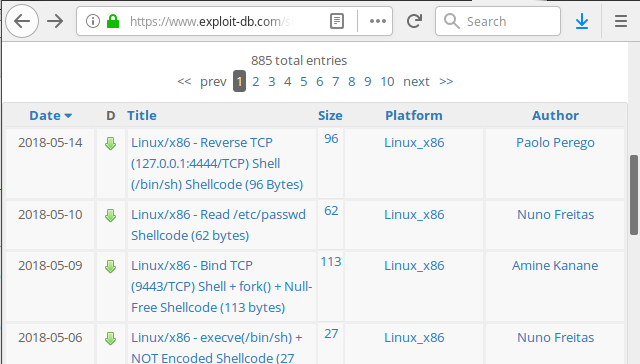 https://www.exploit-db.com/s
Search
885 total entries
<< prev 1 2 3 4 5 6 7 8 9 10 next >>
Date D Title Size Platform Author
2018-05-14 Linux/x86 - Reverse TCP 96 Linux_x86 Paolo Perego
(127.0.0.1:4444/TCP) Shell
(/bin/sh) Shellcode (96 Bytes)
2018-05-10 Linux/x86 - Read /etc/passwd 62 Linux_x86 Nuno Freitas
Shellcode (62 bytes)
2018-05-09 Linux/x86 - Bind TCP 113 Linux_x86 Amine Kanane
(9443/TCP) Shell + fork() + Null-
Free Shellcode (113 bytes)
2018-05-06 Linux/x86 - execve(/bin/sh) + 27 Linux_x86 Nuno Freitas
NOT Encoded Shellcode (27